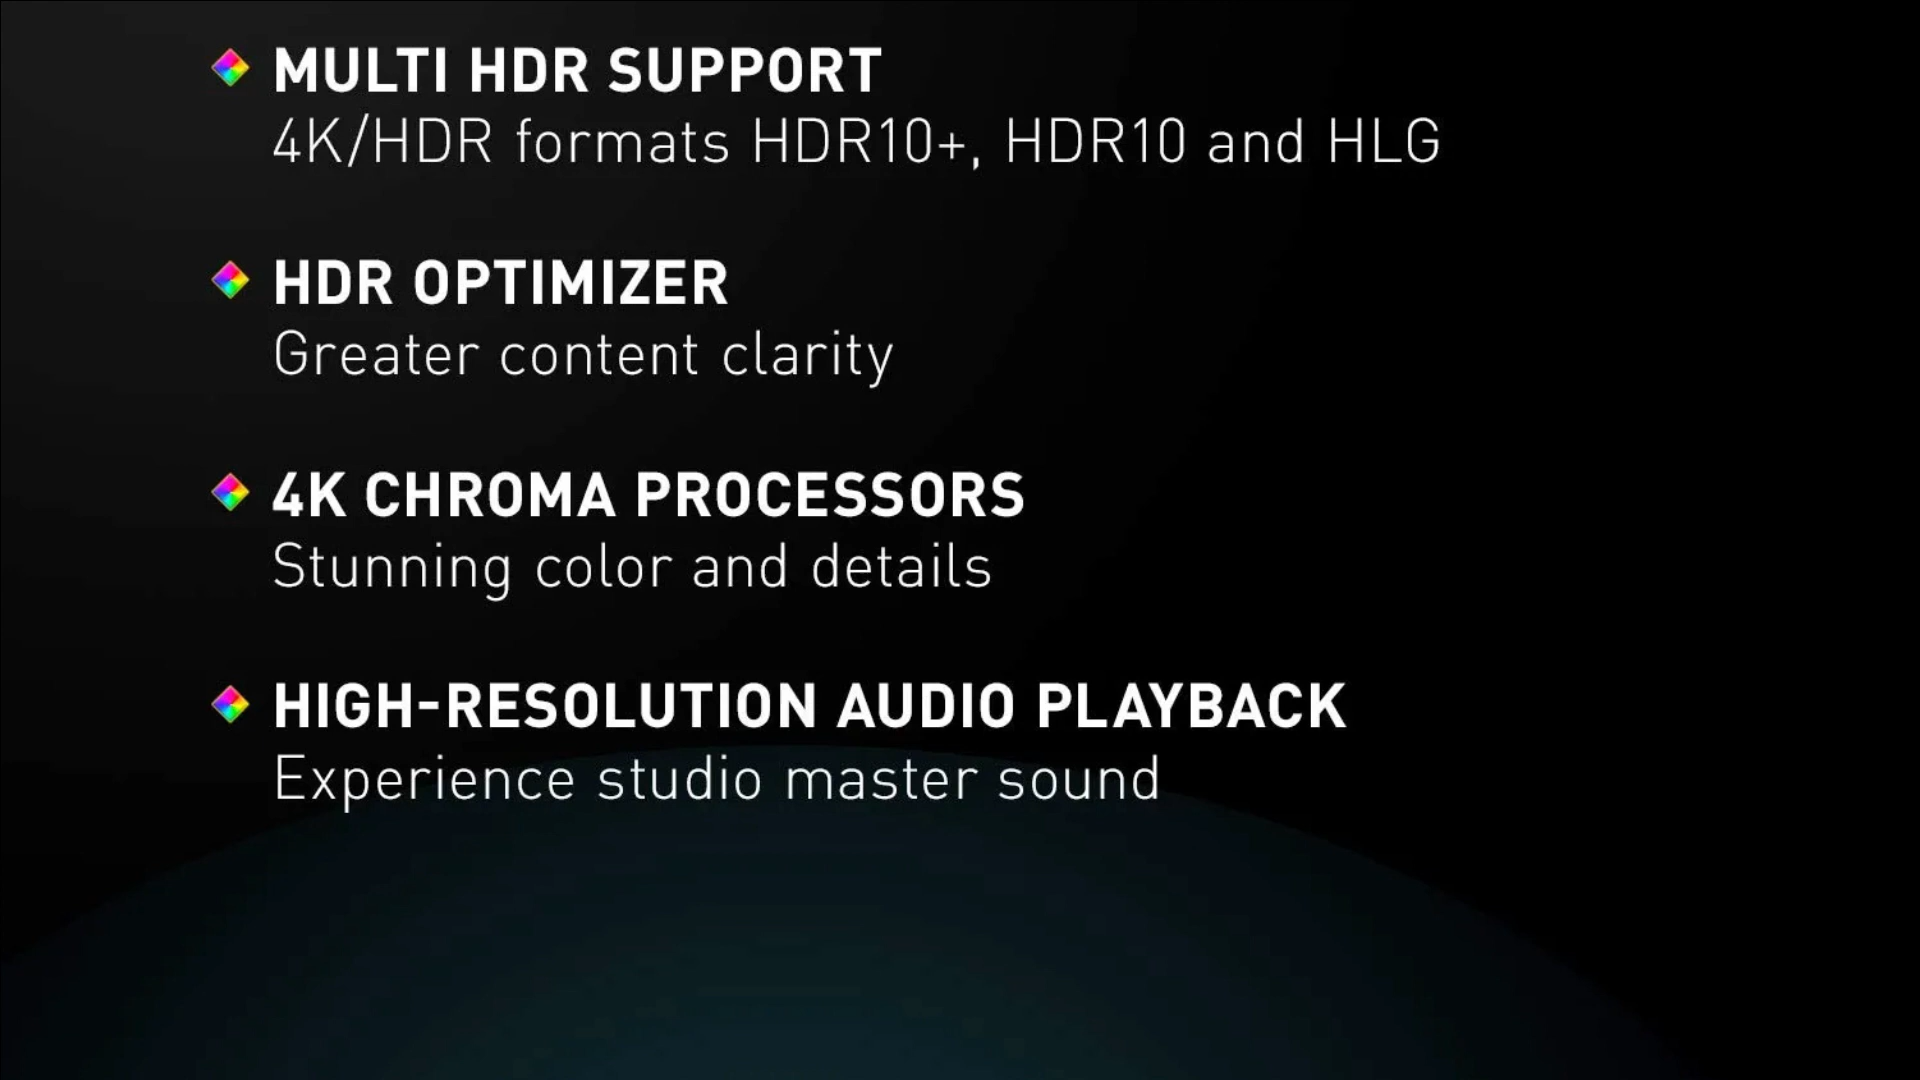 MULTI HDR SUPPORT
4K/HDR formats HDR10+, HDR10 and HLG
HDR OPTIMIZER
Greater content clarity
4K CHROMA PROCESSORS
Stunning color and details
HIGH-RESOLUTION AUDIO PLAYBACK
Experience studio master sound